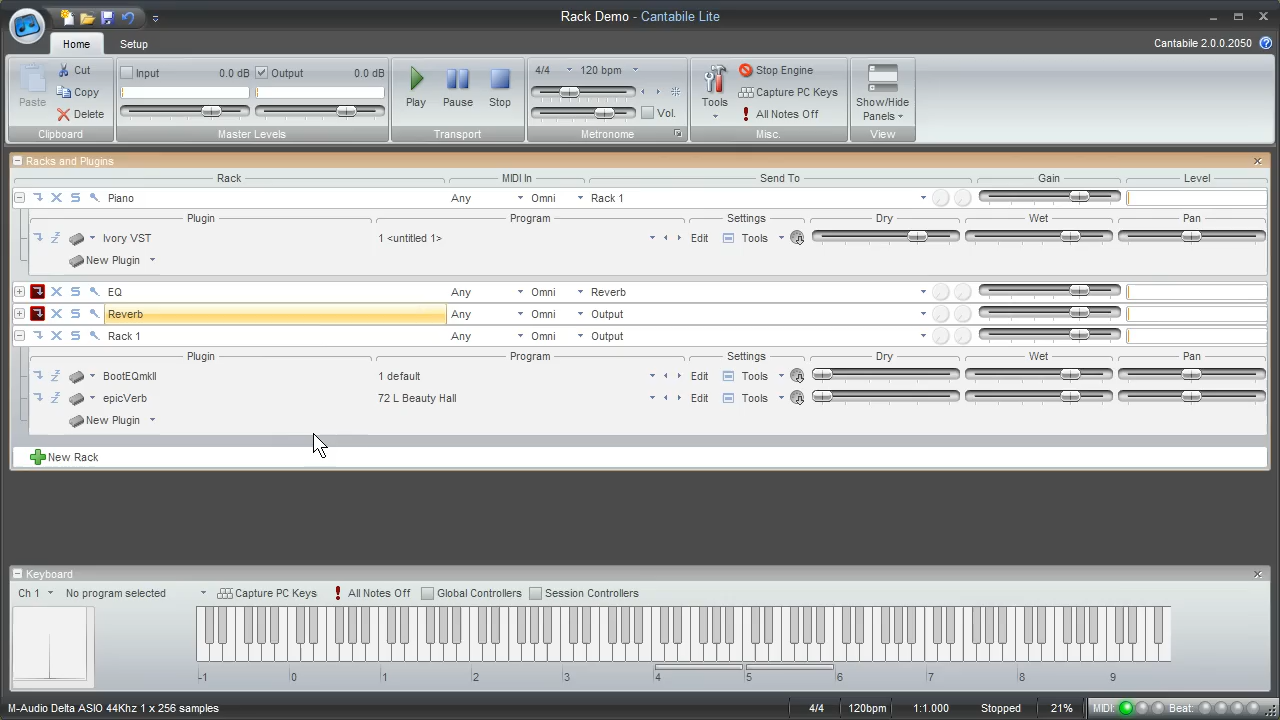 Rack Demo - Cantabile Lite
Home Setup Cantabile 2.0.0.2050
Paste Cut Copy Delete Clipboard
Input 0.0 dB Output 0.0 dB Master Levels
Play Pause Stop Transport
4/4 120 bpm Vol. Metronome
Tools Stop Engine Capture PC Keys All Notes Off Misc.
Show/Hide Panels View
Racks and Plugins
Rack MIDI In Send To Gain Level
Piano Any Omni Rack 1
Plugin Program Settings Dry Wet Pan
Ivory VST 1 <untitled 1> Edit Tools
New Plugin
EQ Any Omni Reverb
Reverb Any Omni Output
Rack 1 Any Omni Output
Plugin Program Settings Dry Wet Pan
BootEQmkII 1 default Edit Tools
epicVerb 72 L Beauty Hall Edit Tools
New Plugin
New Rack
Keyboard
Ch 1 No program selected Capture PC Keys All Notes Off Global Controllers Session Controllers
-1 0 1 2 3 4 5 6 7 8 9
M-Audio Delta ASIO 44Khz 1 x 256 samples 4/4 120bpm 1:1.000 Stopped 21% MIDI: Beat: